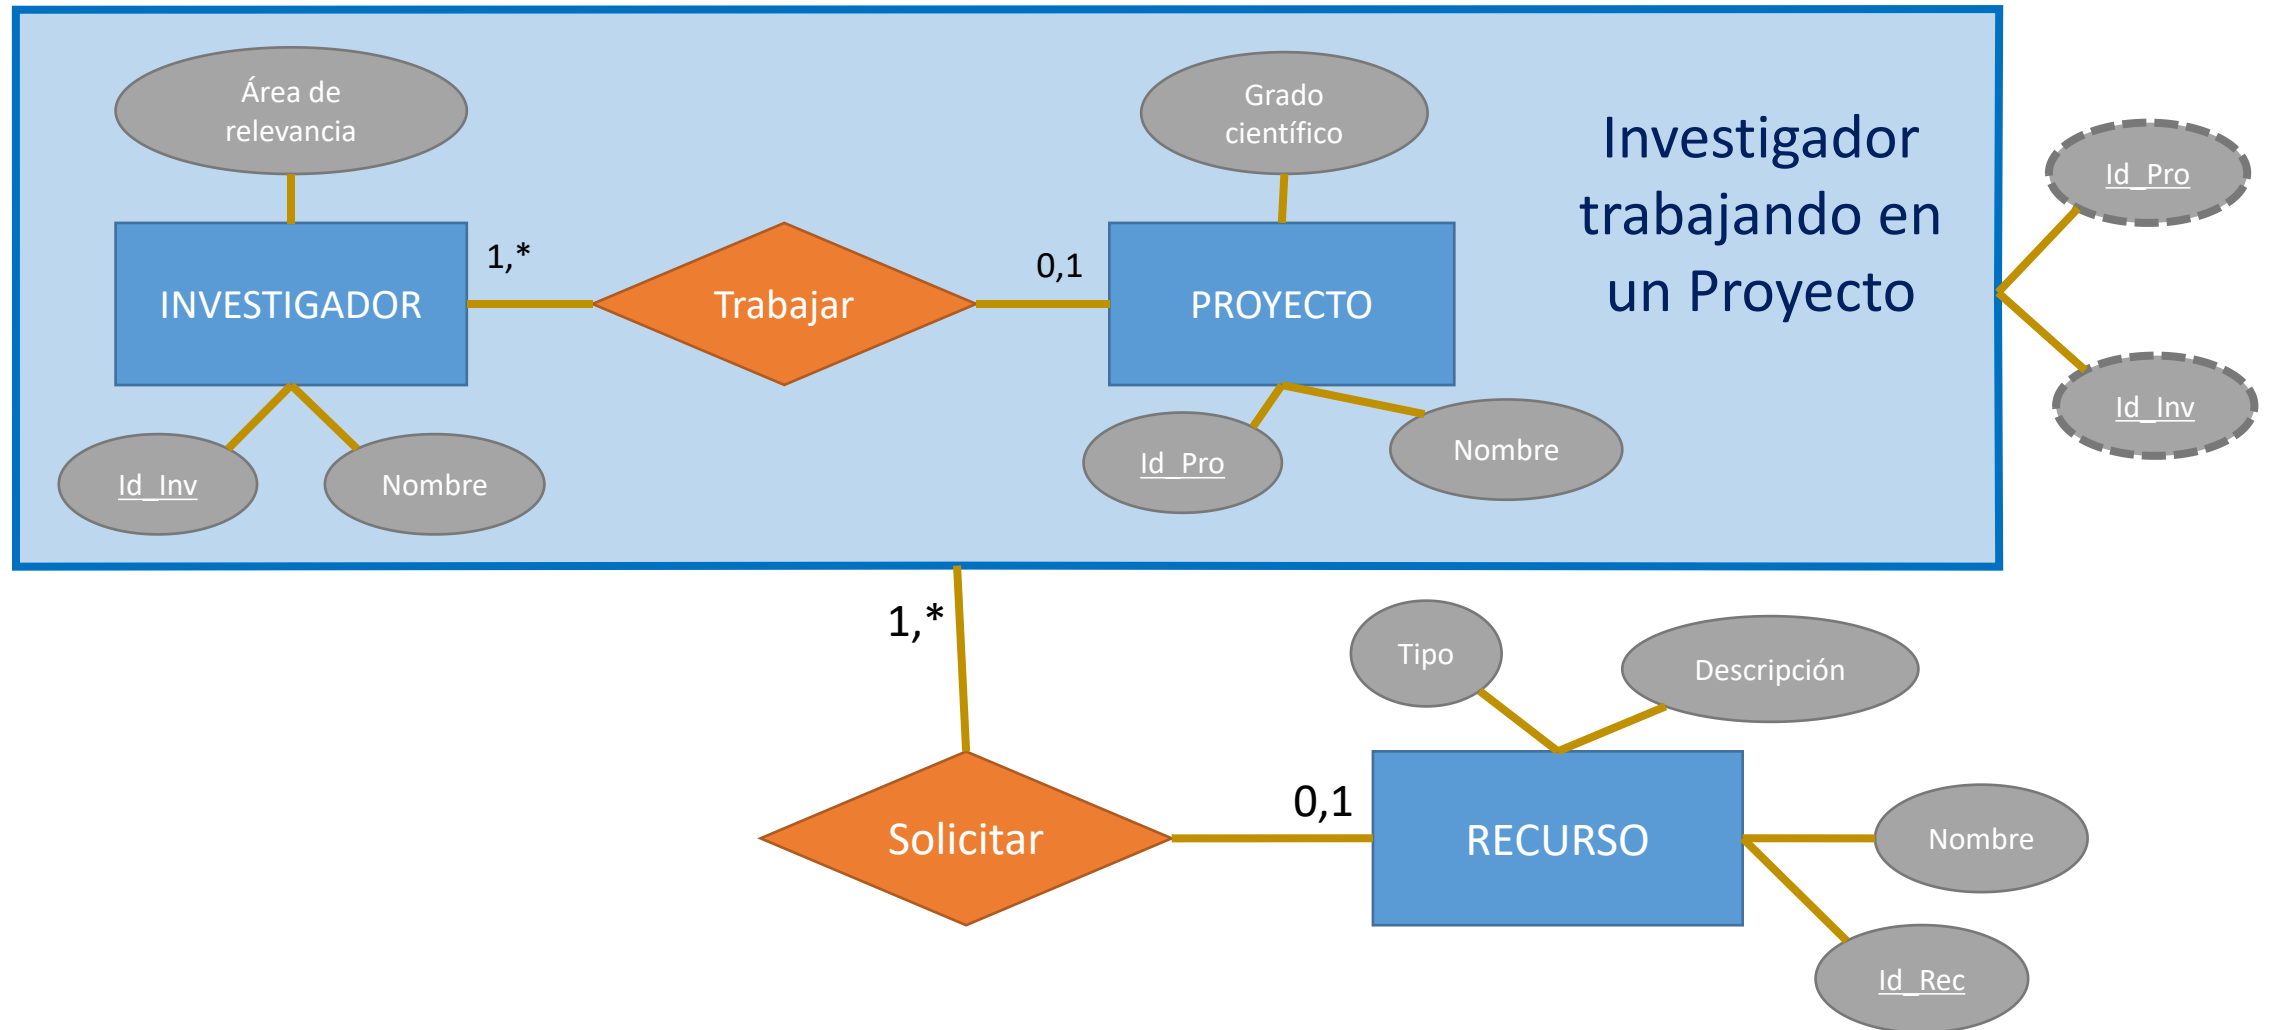 Área de
relevancia
Grado
científico
Investigador
trabajando en
un Proyecto
Id_Pro
INVESTIGADOR
1,*
Trabajar
0,1
PROYECTO
Id_Inv
Id_Inv
Nombre
Id_Pro
Nombre
1,*
Tipo
Descripción
Solicitar
0,1
RECURSO
Nombre
Id_Rec